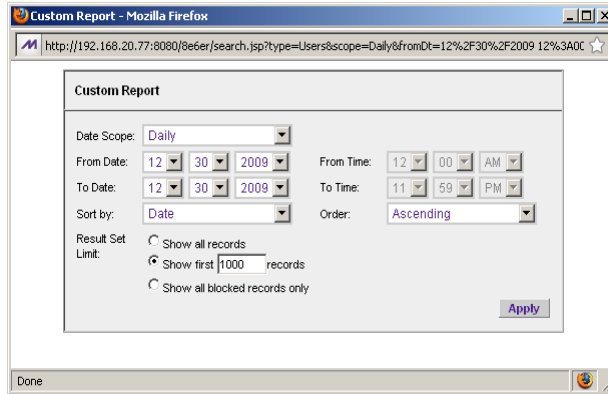 Custom Report - Mozilla Firefox
http://192.168.20.77:8080/8e6er/search.jsp?type=Users&scope=Daily&fromDt=12%2F30%2F2009 12%3A00
Custom Report
Date Scope: Daily
From Date: 12 30 2009 From Time: 12 00 AM
To Date: 12 30 2009 To Time: 11 59 PM
Sort by: Date Order: Ascending
Result Set Limit:
Show all records
Show first 1000 records
Show all blocked records only
Apply
Done